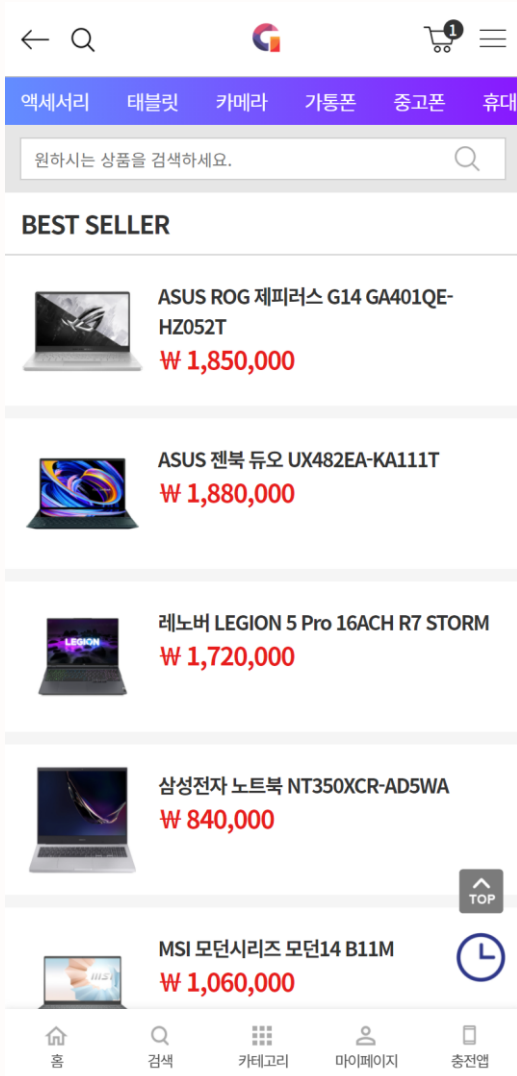 1
액세서리 태블릿 카메라 가통폰 중고폰 휴대
원하시는 상품을 검색하세요.
BEST SELLER
ASUS ROG 제피러스 G14 GA401QE-
HZ052T
₩ 1,850,000
ASUS 젠북 듀오 UX482EA-KA111T
₩ 1,880,000
LEGION
레노버 LEGION 5 Pro 16ACH R7 STORM
₩ 1,720,000
삼성전자 노트북 NT350XCR-AD5WA
₩ 840,000
TOP
MSI 모던시리즈 모던14 B11M
msi
₩ 1,060,000
홈 검색 카테고리 마이페이지 충전앱